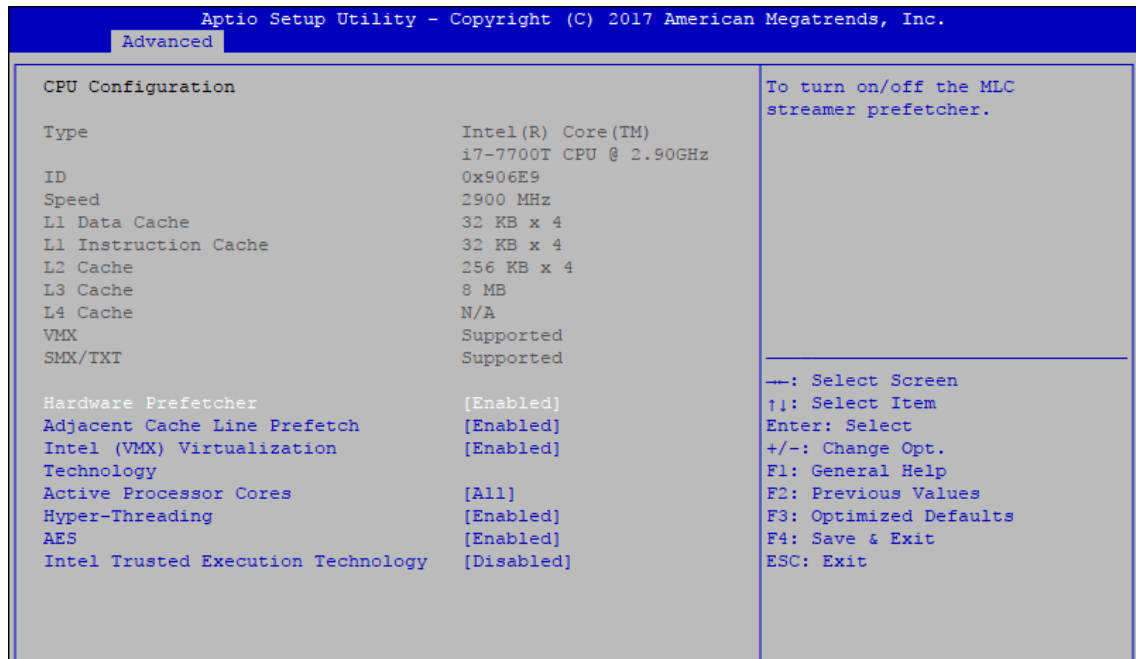 Aptio Setup Utility - Copyright (C) 2017 American Megatrends, Inc.
Advanced
CPU Configuration
Type Intel(R) Core(TM)
i7-7700T CPU @ 2.90GHz
ID 0x906E9
Speed 2900 MHz
L1 Data Cache 32 KB x 4
L1 Instruction Cache 32 KB x 4
L2 Cache 256 KB x 4
L3 Cache 8 MB
L4 Cache N/A
VMX Supported
SMX/TXT Supported
Hardware Prefetcher [Enabled]
Adjacent Cache Line Prefetch [Enabled]
Intel (VMX) Virtualization [Enabled]
Technology
Active Processor Cores [All]
Hyper-Threading [Enabled]
AES [Enabled]
Intel Trusted Execution Technology [Disabled]
To turn on/off the MLC
streamer prefetcher.
→←: Select Screen
↑↓: Select Item
Enter: Select
+/-: Change Opt.
F1: General Help
F2: Previous Values
F3: Optimized Defaults
F4: Save & Exit
ESC: Exit